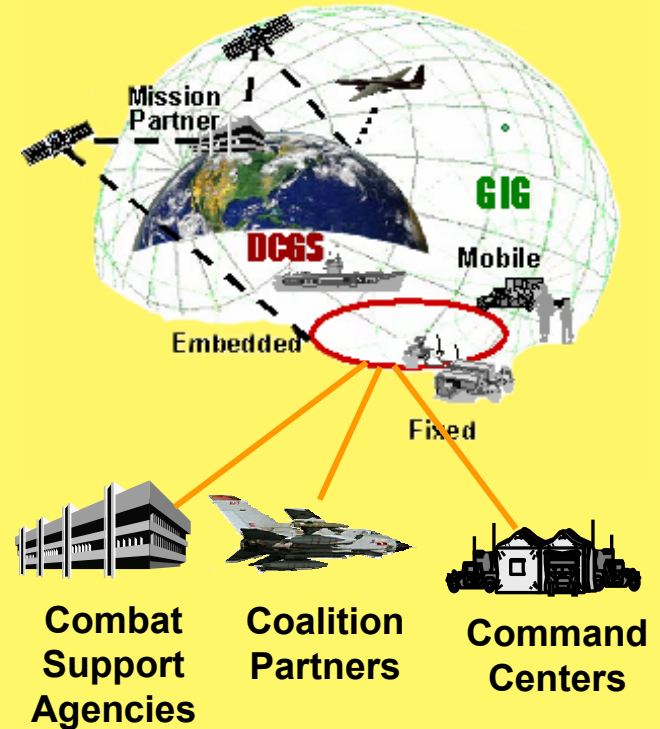 Mission
Partner
GIG
DCGS
Mobile
Embedded
Fixed
Combat
Support
Agencies
Coalition
Partners
Command
Centers